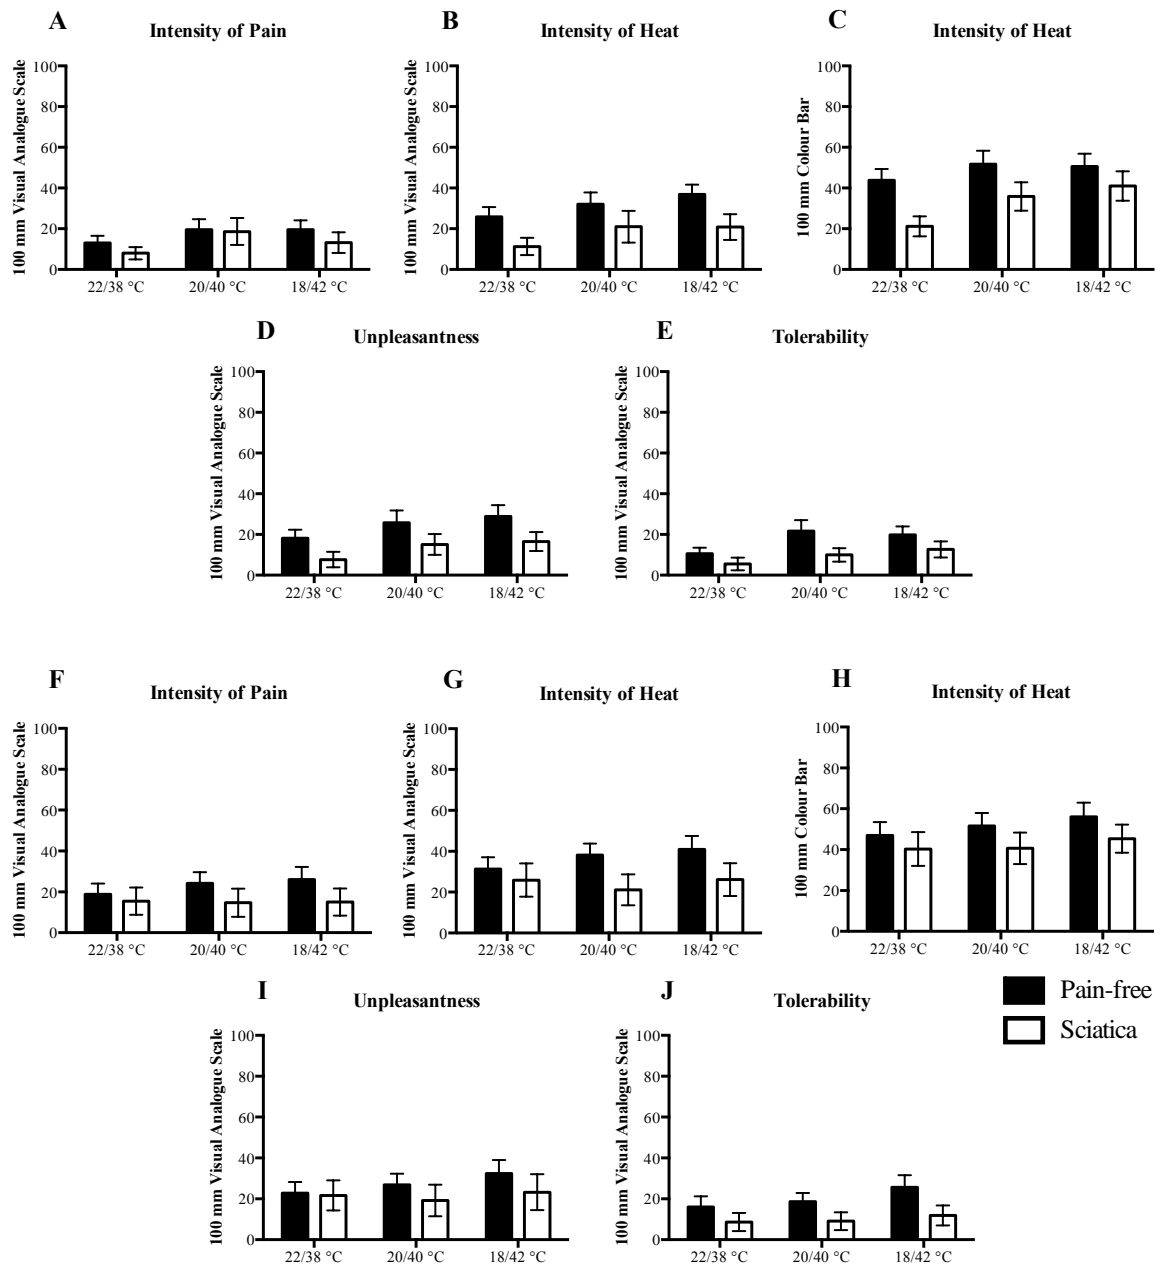 A
Intensity of Pain
100 mm Visual Analogue Scale
100
80
60
40
20
0
22/38 °C 20/40 °C 18/42 °C
B
Intensity of Heat
100 mm Visual Analogue Scale
100
80
60
40
20
0
22/38 °C 20/40 °C 18/42 °C
C
Intensity of Heat
100 mm Colour Bar
100
80
60
40
20
0
22/38 °C 20/40 °C 18/42 °C
D
Unpleasantness
100 mm Visual Analogue Scale
100
80
60
40
20
0
22/38 °C 20/40 °C 18/42 °C
E
Tolerability
100 mm Visual Analogue Scale
100
80
60
40
20
0
22/38 °C 20/40 °C 18/42 °C
F
Intensity of Pain
100 mm Visual Analogue Scale
100
80
60
40
20
0
22/38 °C 20/40 °C 18/42 °C
G
Intensity of Heat
100 mm Visual Analogue Scale
100
80
60
40
20
0
22/38 °C 20/40 °C 18/42 °C
H
Intensity of Heat
100 mm Colour Bar
100
80
60
40
20
0
22/38 °C 20/40 °C 18/42 °C
I
Unpleasantness
100 mm Visual Analogue Scale
100
80
60
40
20
0
22/38 °C 20/40 °C 18/42 °C
J
Tolerability
100 mm Visual Analogue Scale
100
80
60
40
20
0
22/38 °C 20/40 °C 18/42 °C
Pain-free
Sciatica